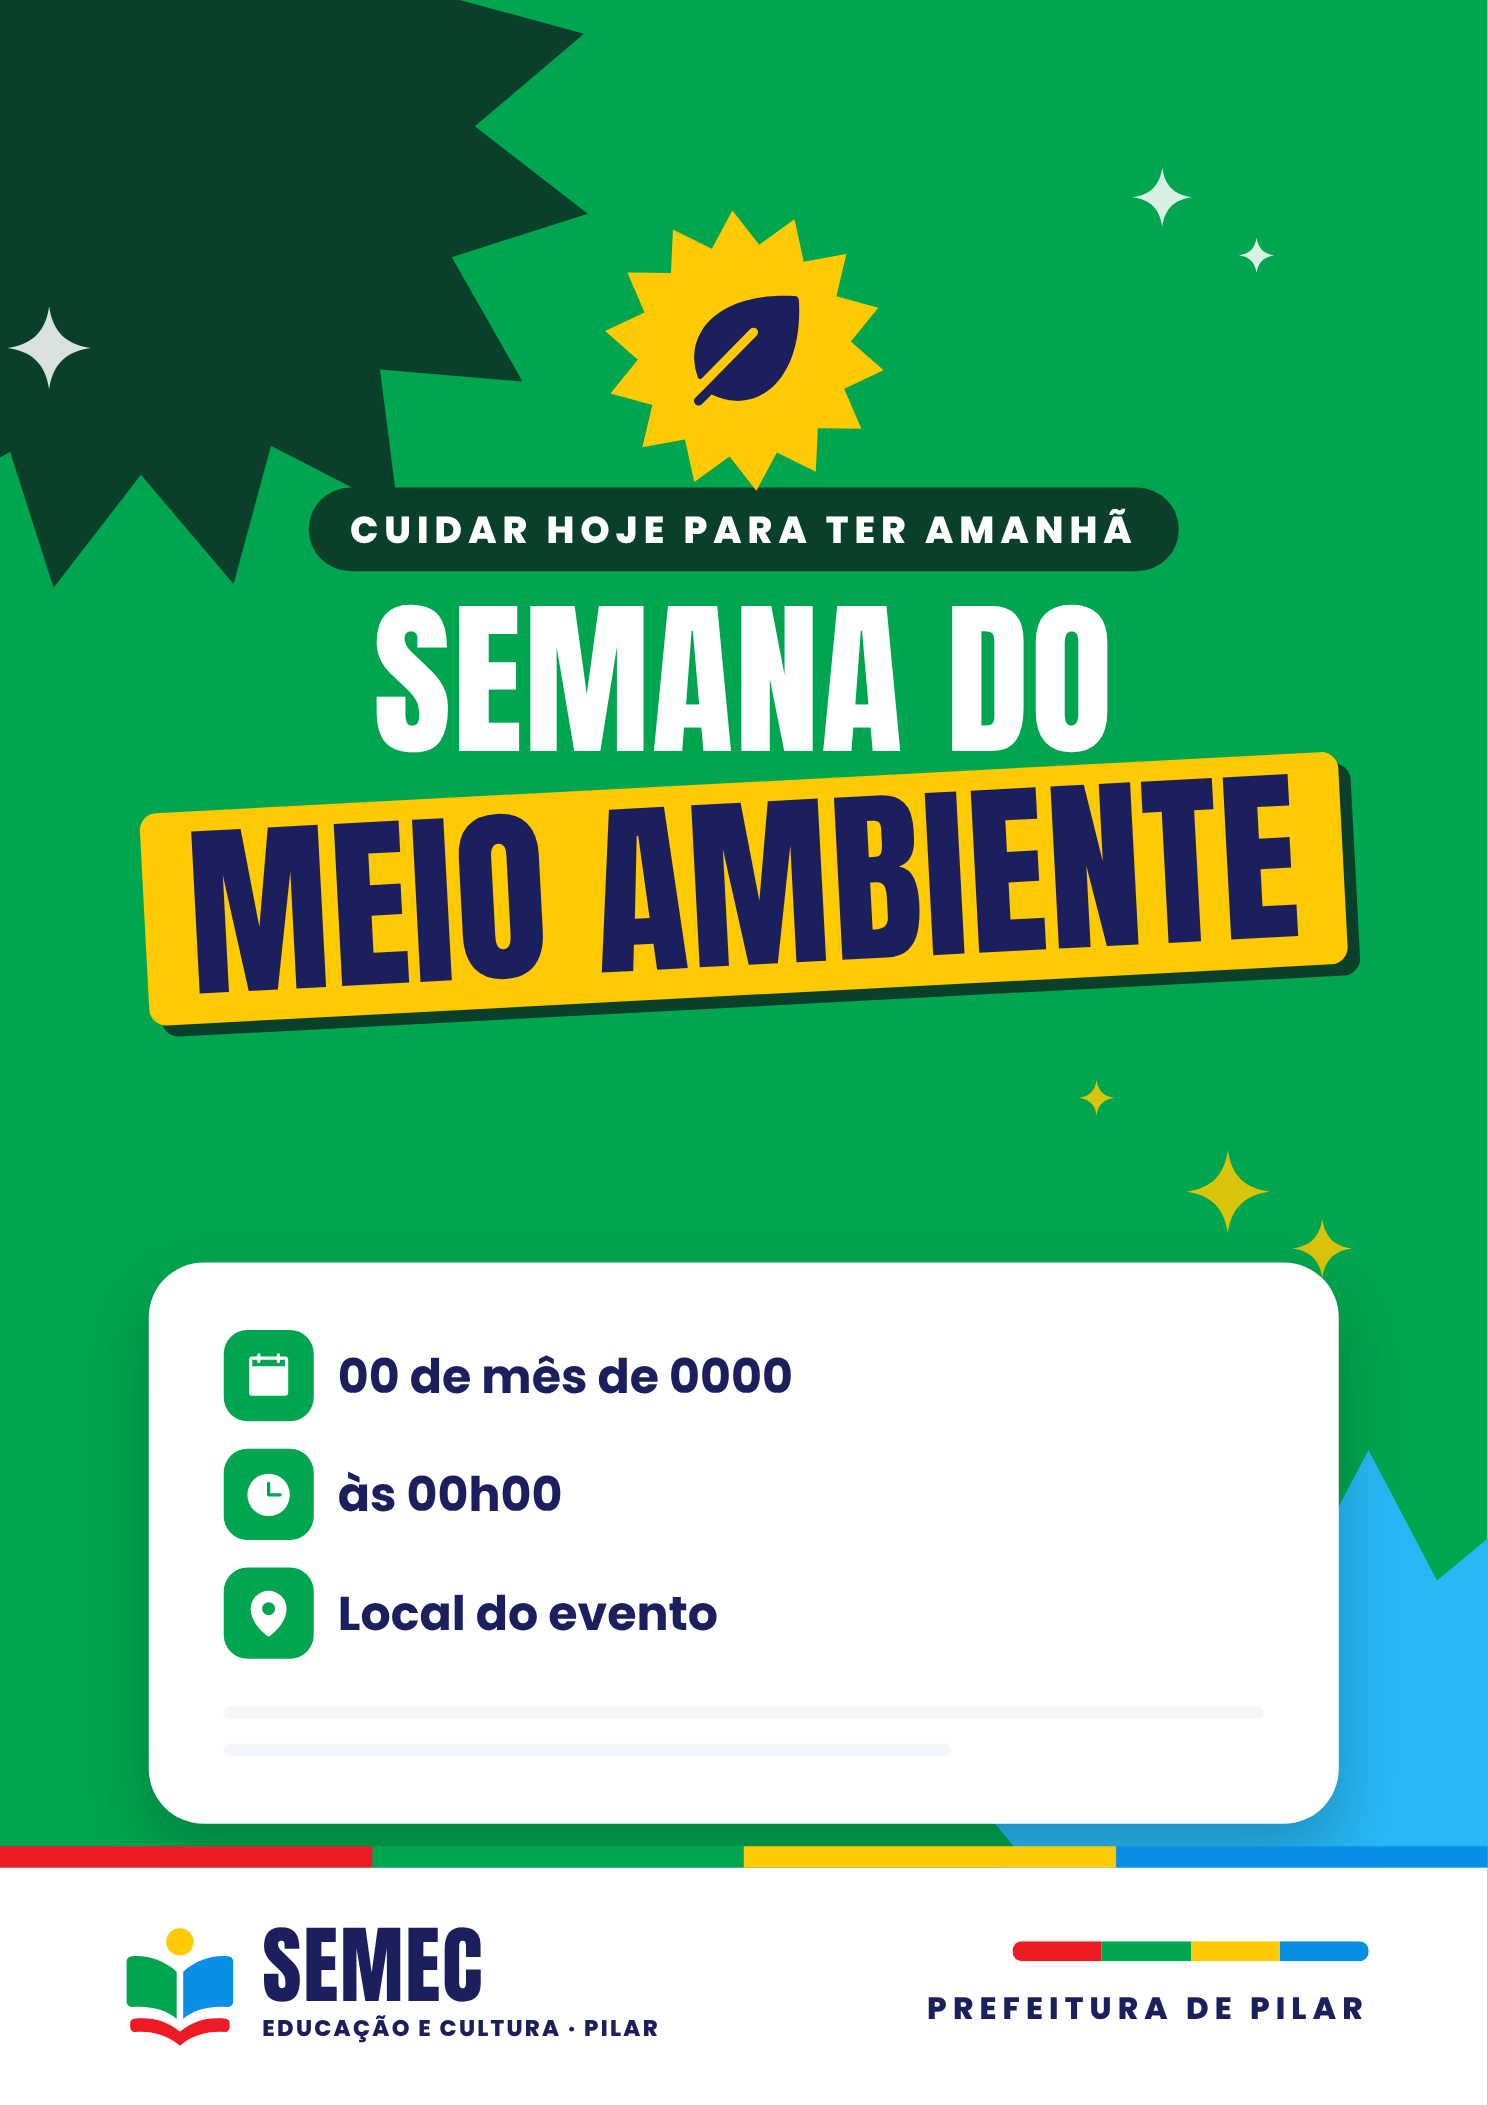 CUIDAR HOJE PARA TER AMANHÃ
SEMANA DO
MEIO AMBIENTE
00 de mês de 0000
às 00h00
Local do evento
SEMEC
EDUCAÇÃO E CULTURA · PILAR
PREFEITURA DE PILAR